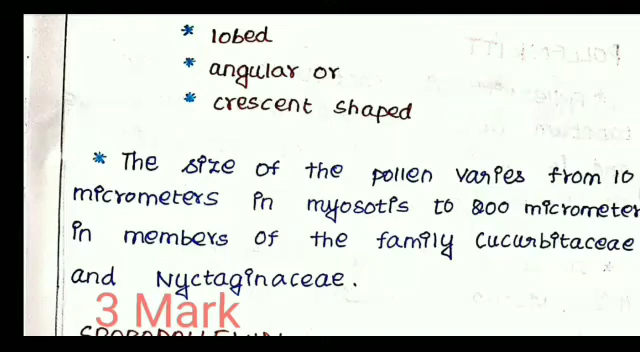 * lobed
* angular or
* crescent shaped
* The size of the pollen varies from 10
micrometers in myosotis to 200 micrometer
in members of the family Cucurbitaceae
and Nyctaginaceae.
3 Mark